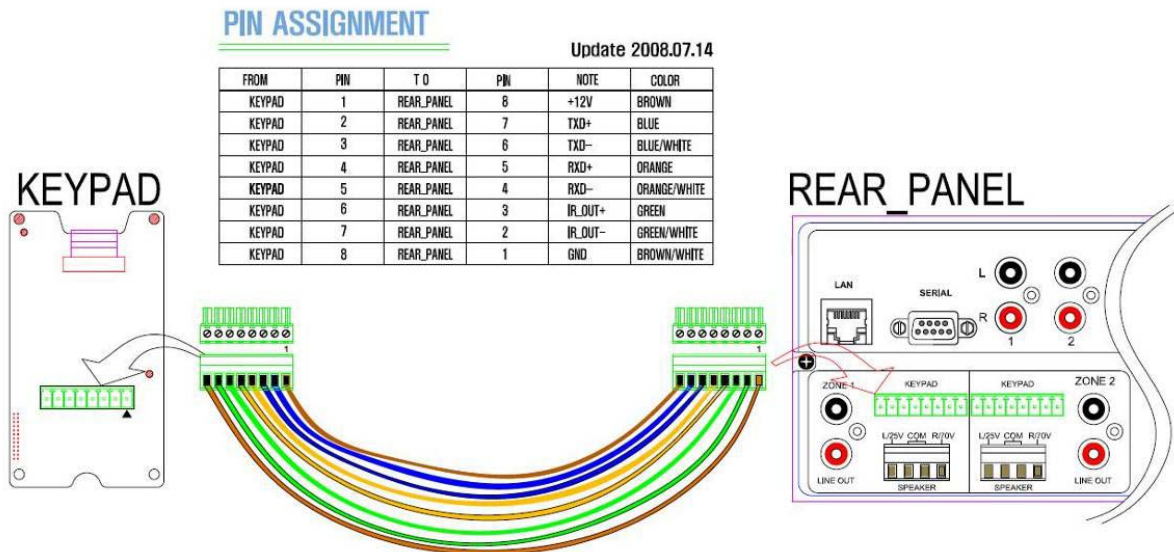 PIN ASSIGNMENT
Update 2008.07.14
FROM PIN T O PIN NOTE COLOR
KEYPAD 1 REAR_PANEL 8 +12V BROWN
KEYPAD 2 REAR_PANEL 7 TXD+ BLUE
KEYPAD 3 REAR_PANEL 6 TXD- BLUE/WHITE
KEYPAD 4 REAR_PANEL 5 RXD+ ORANGE
KEYPAD 5 REAR_PANEL 4 RXD- ORANGE/WHITE
KEYPAD 6 REAR_PANEL 3 IR_OUT+ GREEN
KEYPAD 7 REAR_PANEL 2 IR_OUT- GREEN/WHITE
KEYPAD 8 REAR_PANEL 1 GND BROWN/WHITE
KEYPAD
REAR_PANEL
1
1
LAN
SERIAL
L
R
1 2
ZONE 1
KEYPAD
KEYPAD
ZONE 2
L/25V COM R/70V
L/25V COM R/70V
LINE OUT
SPEAKER
SPEAKER
LINE OUT